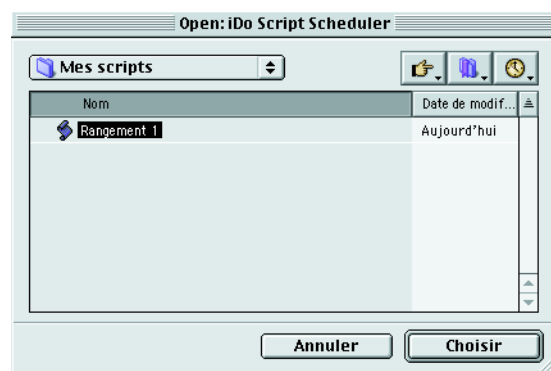 Open: iDo Script Scheduler
Mes scripts
Nom Date de modif...
Rangement 1 Aujourd'hui
Annuler Choisir